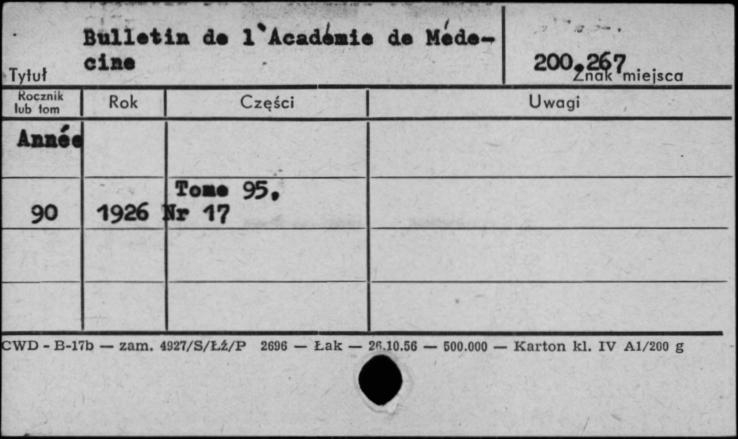 Bulletin de l'Académie de Méde-
cine
200.267
Tytuł
Znak miejsca
Rocznik
lub tom
Rok
Części
Uwagi
Année
Tome 95,
90 1926 Nr 17
CWD - B-17b — zam. 4927/S/Łź/P 2696 — Łak — 26.10.56 — 500.000 — Karton kl. IV A1/200 g